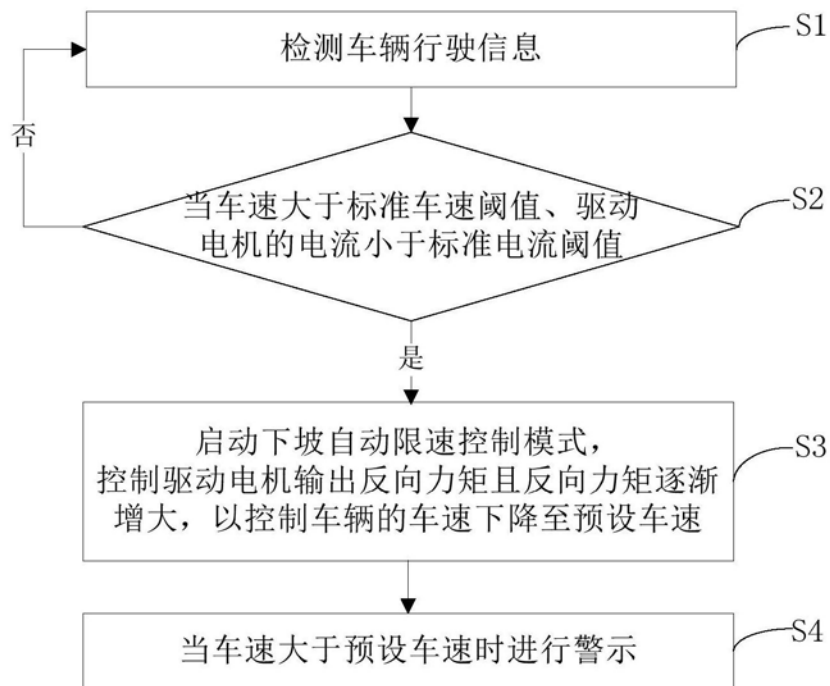 检测车辆行驶信息
S1
否
当车速大于标准车速阈值、驱动
电机的电流小于标准电流阈值
S2
是
启动下坡自动限速控制模式，
控制驱动电机输出反向力矩且反向力矩逐渐
增大，以控制车辆的车速下降至预设车速
S3
当车速大于预设车速时进行警示
S4